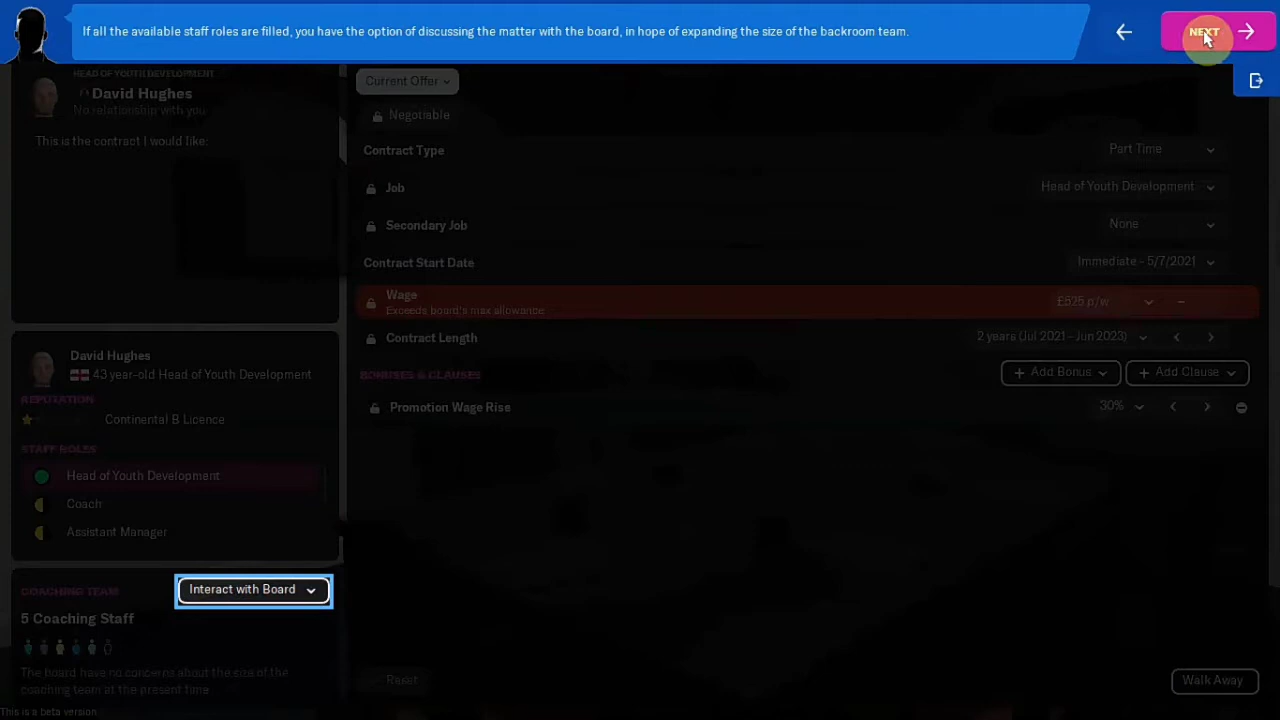 If all the available staff roles are filled, you have the option of discussing the matter with the board, in hope of expanding the size of the backroom team.
NEXT
HEAD OF YOUTH DEVELOPMENT
David Hughes
No relationship with you
This is the contract I would like:
Current Offer
Negotiable
Contract Type
Part Time
Job
Head of Youth Development
Secondary Job
None
Contract Start Date
Immediate - 5/7/2021
Wage
Exceeds board's max allowance
£525 p/w
Contract Length
2 years (Jul 2021 - Jun 2023)
BONUSES & CLAUSES
Add Bonus
Add Clause
Promotion Wage Rise
30%
David Hughes
43 year-old Head of Youth Development
REPUTATION
Continental B Licence
STAFF ROLES
Head of Youth Development
Coach
Assistant Manager
COACHING TEAM
Interact with Board
5 Coaching Staff
The board have no concerns about the size of the
coaching team at the present time
Reset
Walk Away
This is a beta version